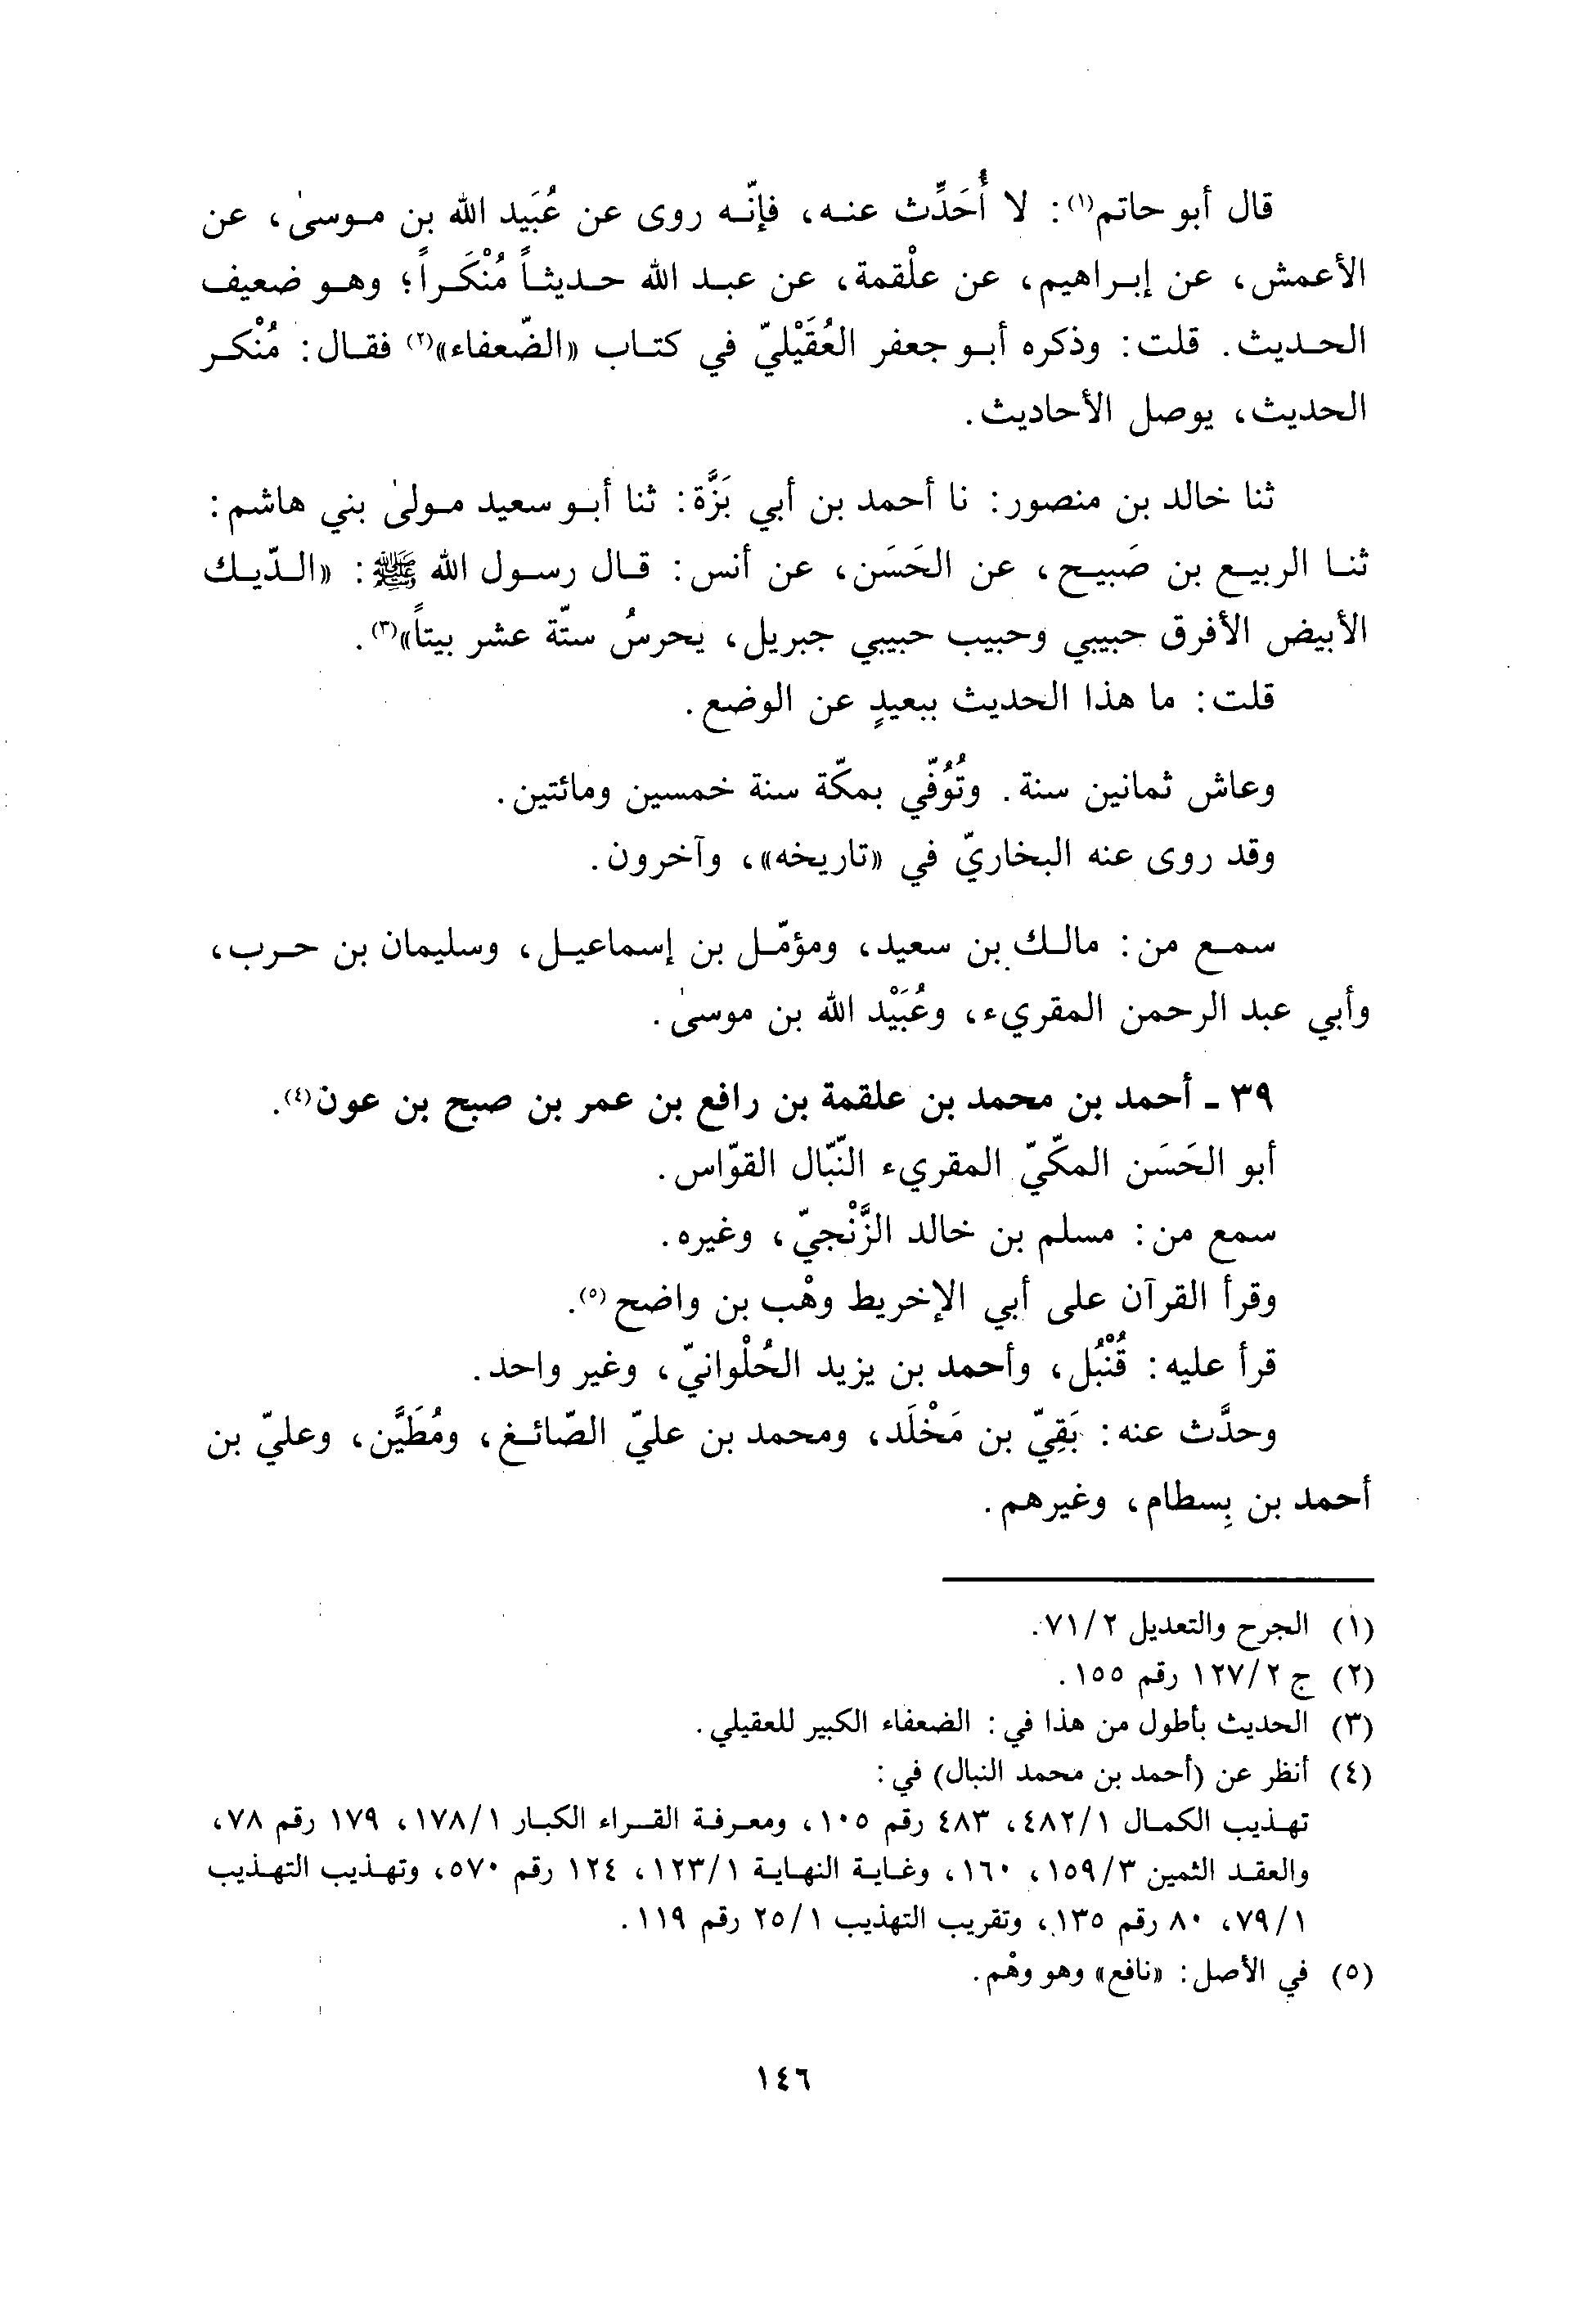 قال أبو حاتم(١): لا أُحَدِّث عنه، فإنّه روى عن عُبَيد الله بن موسىٰ، عن
الأعمش، عن إبراهيم، عن علْقمة، عن عبد الله حديثاً مُنْكَراً؛ وهو ضعيف
الحديث. قلت: وذكره أبو جعفر العُقَيْليّ في كتاب «الضّعفاء»(٢) فقال: مُنْكر
الحديث، يوصل الأحاديث.
ثنا خالد بن منصور: نا أحمد بن أبي بَزَّة: ثنا أبو سعيد مولىٰ بني هاشم:
ثنا الربيع بن صَبيح، عن الحَسَن، عن أنس: قال رسول الله ﷺ: «الدّيك
الأبيض الأفرق حبيبي وحبيب حبيبي جبريل، يحرسُ ستّة عشر بيتاً»(٣).
قلت: ما هذا الحديث ببعيدٍ عن الوضع.
وعاش ثمانين سنة. وتُوُفّي بمكّة سنة خمسين ومائتين.
وقد روى عنه البخاريّ في «تاريخه»، وآخرون.
سمع من: مالك بن سعيد، ومؤمّل بن إسماعيل، وسليمان بن حرب،
وأبي عبد الرحمن المقريء، وعُبَيْد الله بن موسىٰ.
٣٩ ـ أحمد بن محمد بن علقمة بن رافع بن عمر بن صبح بن عون(٤).
أبو الحَسَن المكّيّ المقريء النّبّال القوّاس.
سمع من: مسلم بن خالد الزَّنْجيّ، وغيره.
وقرأ القرآن على أبي الإخريط وهْب بن واضح(٥).
قرأ عليه: قُنْبُل، وأحمد بن يزيد الحُلْوانيّ، وغير واحد.
وحدَّث عنه: بَقِيّ بن مَخْلَد، ومحمد بن عليّ الصّائغ، ومُطَيَّن، وعليّ بن
أحمد بن بِسطام، وغيرهم.
(١) الجرح والتعديل ٧١/٢.
(٢) ج ١٢٧/٢ رقم ١٥٥.
(٣) الحديث بأطول من هذا في: الضعفاء الكبير للعقيلي.
(٤) أنظر عن (أحمد بن محمد النبال) في:
تهذيب الكمال ٤٨٢/١، ٤٨٣ رقم ١٠٥، ومعرفة القراء الكبار ١٧٨/١، ١٧٩ رقم ٧٨،
والعقد الثمين ١٥٩/٣، ١٦٠، وغاية النهاية ١٢٣/١، ١٢٤ رقم ٥٧٠، وتهذيب التهذيب
٧٩/١، ٨٠ رقم ١٣٥، وتقريب التهذيب ٢٥/١ رقم ١١٩.
(٥) في الأصل: «نافع» وهو وهْم.
١٤٦